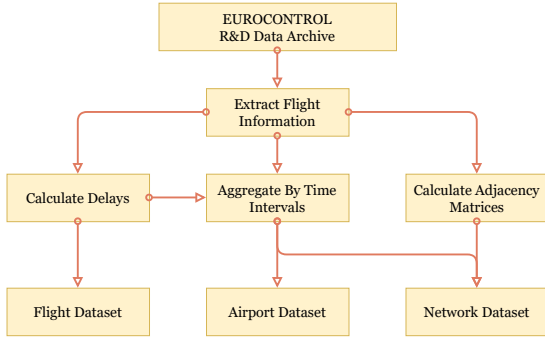 EUROCONTROL
R&D Data Archive
Extract Flight
Information
Calculate Delays
Aggregate By Time
Intervals
Calculate Adjacency
Matrices
Flight Dataset
Airport Dataset
Network Dataset